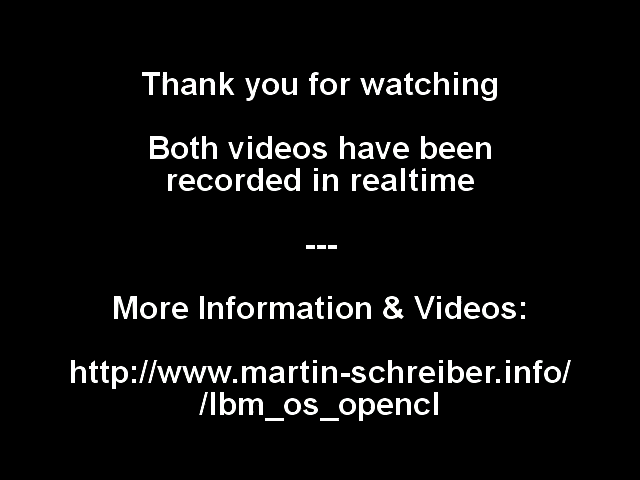 Thank you for watching
Both videos have been
recorded in realtime
---
More Information & Videos:
http://www.martin-schreiber.info/
/lbm_os_opencl